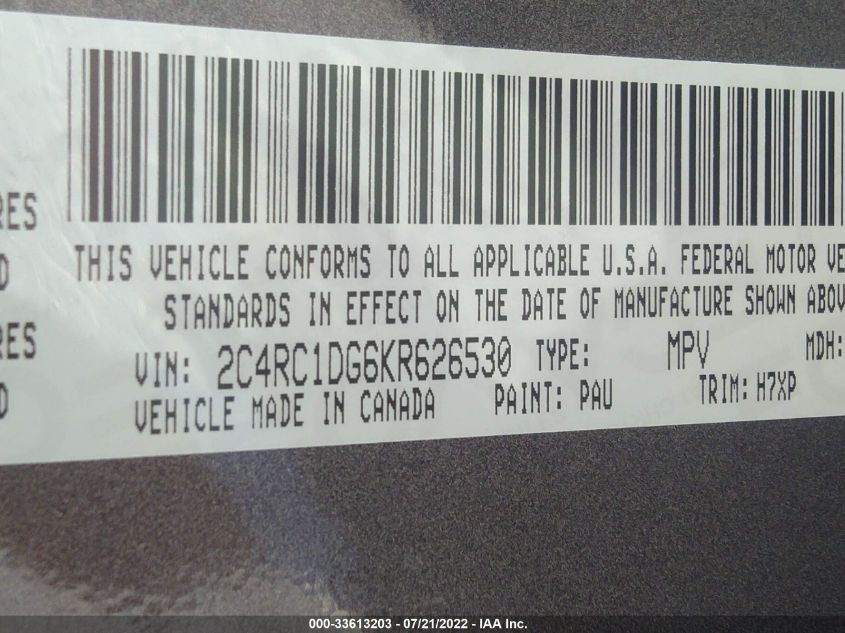 RES
THIS VEHICLE CONFORMS TO ALL APPLICABLE U.S.A. FEDERAL MOTOR VE
D
STANDARDS IN EFFECT ON THE DATE OF MANUFACTURE SHOWN ABOV
RES
VIN: 2C4RC1DG6KR626530 TYPE: MPV MDH:
D
VEHICLE MADE IN CANADA PAINT: PAU TRIM: H7XP
000-33613203 - 07/21/2022 - IAA Inc.